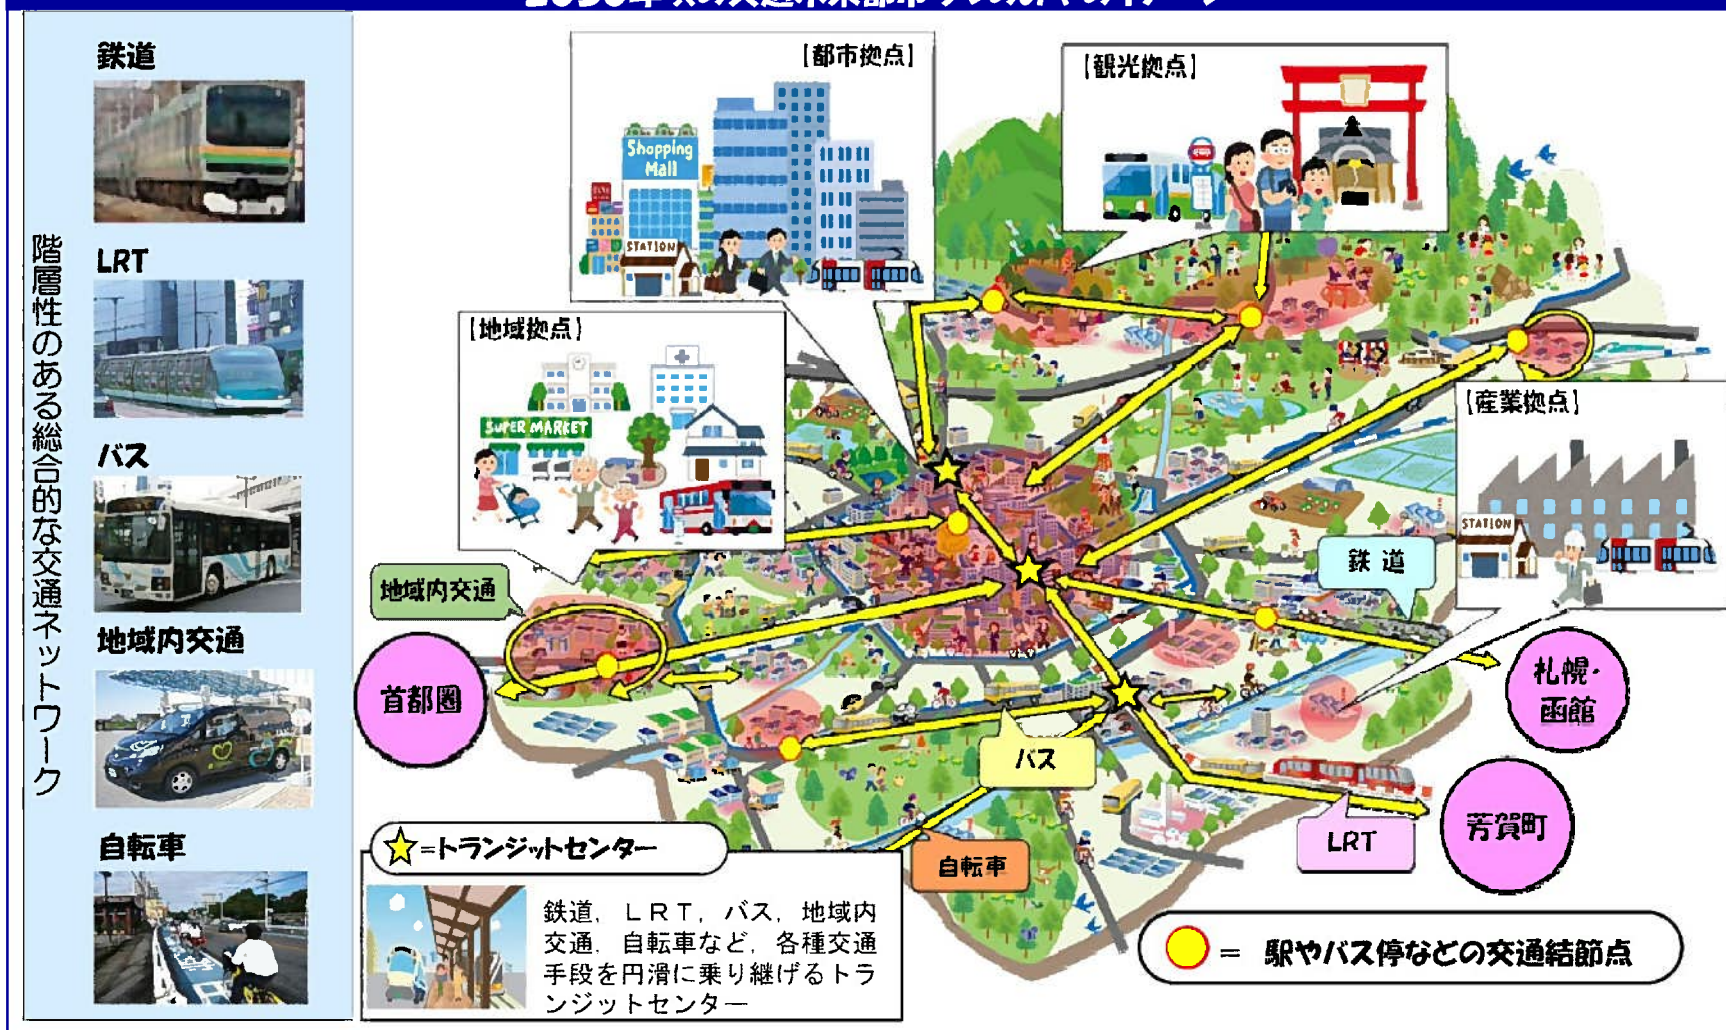 階層性のある総合的な交通ネットワーク
鉄道
LRT
バス
地域内交通
自転車
【都市拠点】
Shopping
Mall
STATION
【観光拠点】
【地域拠点】
SUPER MARKET
【産業拠点】
STATION
地域内交通
鉄 道
首都圏
札幌・
函館
バス
芳賀町
LRT
自転車
☆=トランジットセンター
鉄道，ＬＲＴ，バス，地域内
交通，自転車など，各種交通
手段を円滑に乗り継げるトラ
ンジットセンター
= 駅やバス停などの交通結節点